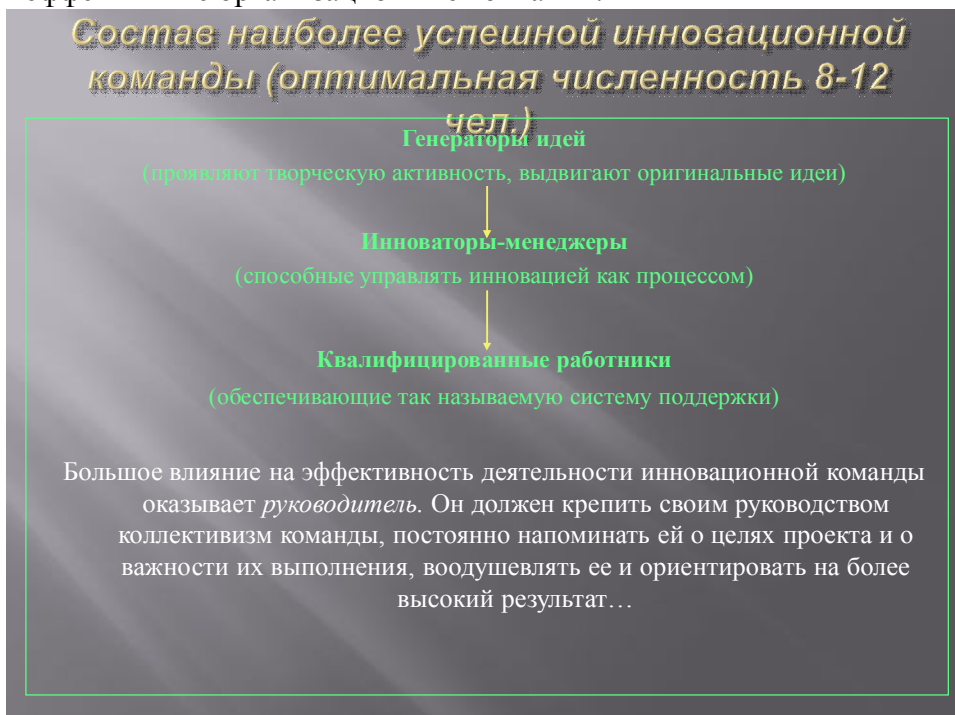 Состав наиболее успешной инновационной
команды (оптимальная численность 8-12
чел.)
Генераторы идей
(проявляют творческую активность, выдвигают оригинальные идеи)
Инноваторы-менеджеры
(способные управлять инновацией как процессом)
Квалифицированные работники
(обеспечивающие так называемую систему поддержки)
Большое влияние на эффективность деятельности инновационной команды
оказывает руководитель. Он должен крепить своим руководством
коллективизм команды, постоянно напоминать ей о целях проекта и о
важности их выполнения, воодушевлять ее и ориентировать на более
высокий результат…